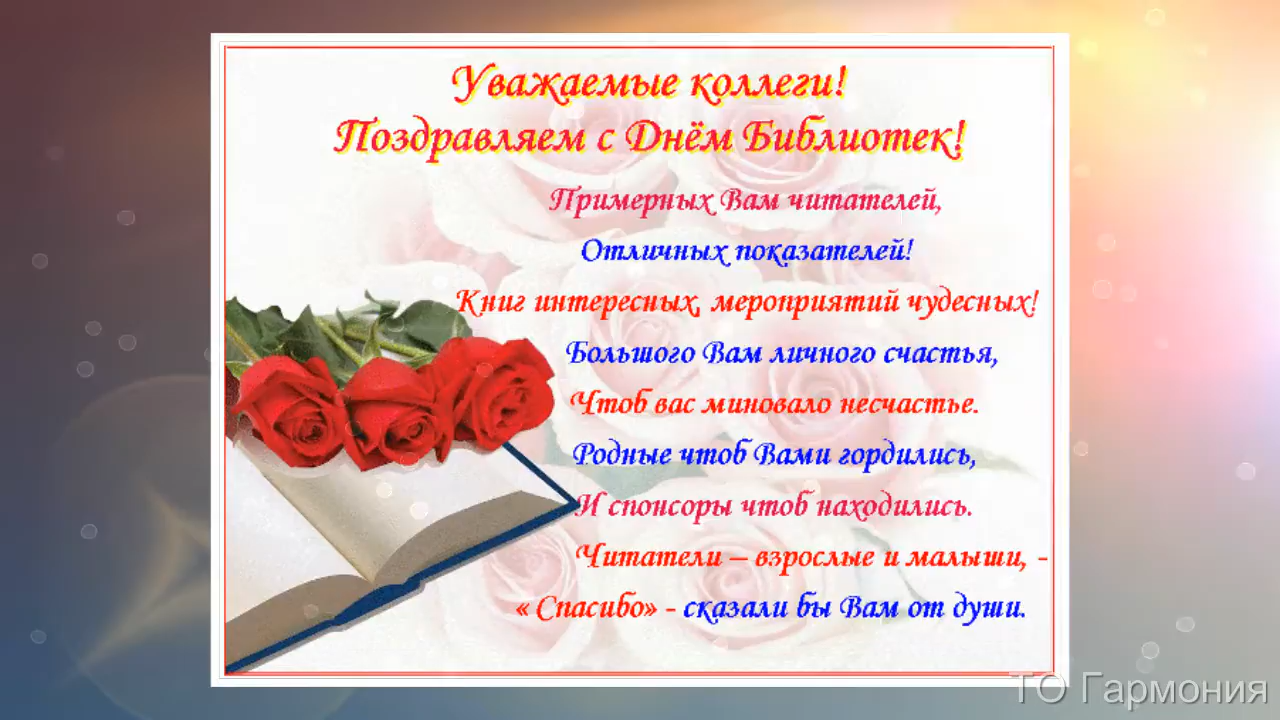 Уважаемые коллеги!
Поздравляем с Днём Библиотек!
Примерных Вам читателей,
Отличных показателей!
Книг интересных, мероприятий чудесных!
Большого Вам личного счастья,
Чтоб вас миновало несчастье.
Родные чтоб Вами гордились,
И спонсоры чтоб находились.
Читатели – взрослые и малыши, -
« Спасибо» - сказали бы Вам от души.
ТО Гармония